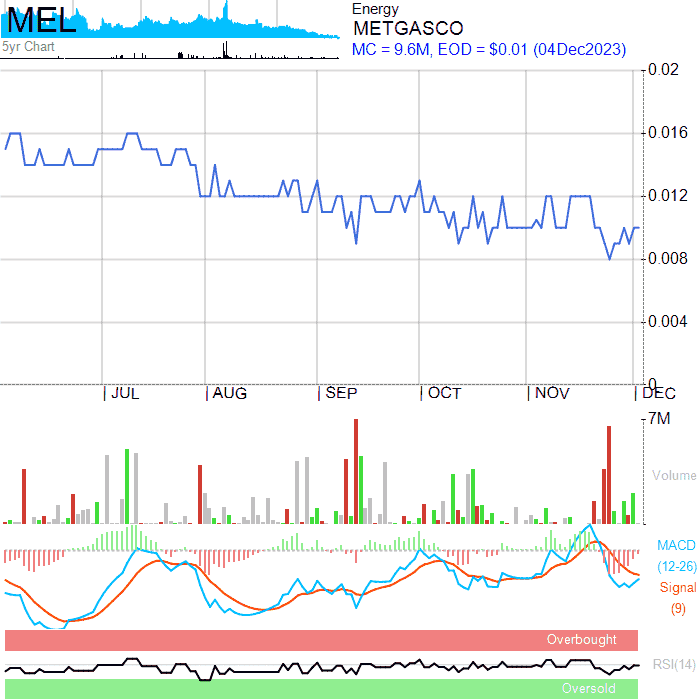 MEL
5yr Chart
Energy
METGASCO
MC = 9.6M, EOD = $0.01 (04Dec2023)
0.02
0.016
0.012
0.008
0.004
0
JUL AUG SEP OCT NOV DEC
7M
Volume
MACD
(12-26)
Signal
(9)
Overbought
RSI(14)
Oversold